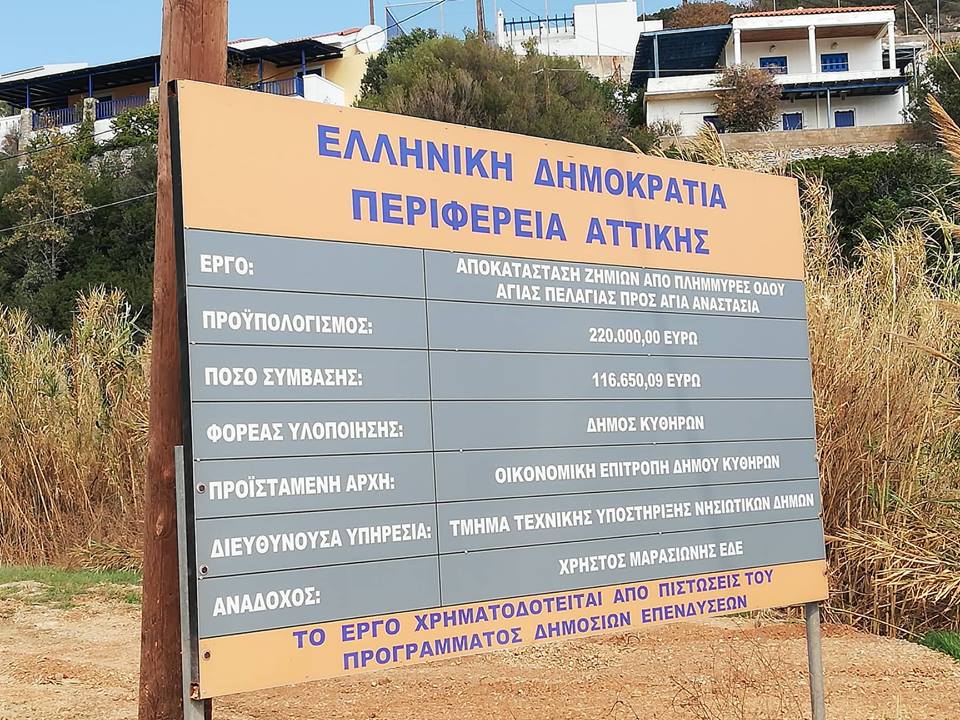 ΕΛΛΗΝΙΚΗ ΔΗΜΟΚΡΑΤΙΑ
ΠΕΡΙΦΕΡΕΙΑ ΑΤΤΙΚΗΣ
ΕΡΓΟ: ΑΠΟΚΑΤΑΣΤΑΣΗ ΖΗΜΙΩΝ ΑΠΟ ΠΛΗΜΜΥΡΕΣ ΟΔΟΥ
ΑΓΙΑΣ ΠΕΛΑΓΙΑΣ ΠΡΟΣ ΑΓΙΑ ΑΝΑΣΤΑΣΙΑ
ΠΡΟΫΠΟΛΟΓΙΣΜΟΣ: 220.000,00 ΕΥΡΩ
ΠΟΣΟ ΣΥΜΒΑΣΗΣ: 116.650,09 ΕΥΡΩ
ΦΟΡΕΑΣ ΥΛΟΠΟΙΗΣΗΣ: ΔΗΜΟΣ ΚΥΘΗΡΩΝ
ΠΡΟΪΣΤΑΜΕΝΗ ΑΡΧΗ: ΟΙΚΟΝΟΜΙΚΗ ΕΠΙΤΡΟΠΗ ΔΗΜΟΥ ΚΥΘΗΡΩΝ
ΔΙΕΥΘΥΝΟΥΣΑ ΥΠΗΡΕΣΙΑ: ΤΜΗΜΑ ΤΕΧΝΙΚΗΣ ΥΠΟΣΤΗΡΙΞΗΣ ΝΗΣΙΩΤΙΚΩΝ ΔΗΜΩΝ
ΑΝΑΔΟΧΟΣ: ΧΡΗΣΤΟΣ ΜΑΡΑΣΙΩΝΗΣ ΕΔΕ
ΤΟ ΕΡΓΟ ΧΡΗΜΑΤΟΔΟΤΕΙΤΑΙ ΑΠΟ ΠΙΣΤΩΣΕΙΣ ΤΟΥ
ΠΡΟΓΡΑΜΜΑΤΟΣ ΔΗΜΟΣΙΩΝ ΕΠΕΝΔΥΣΕΩΝ